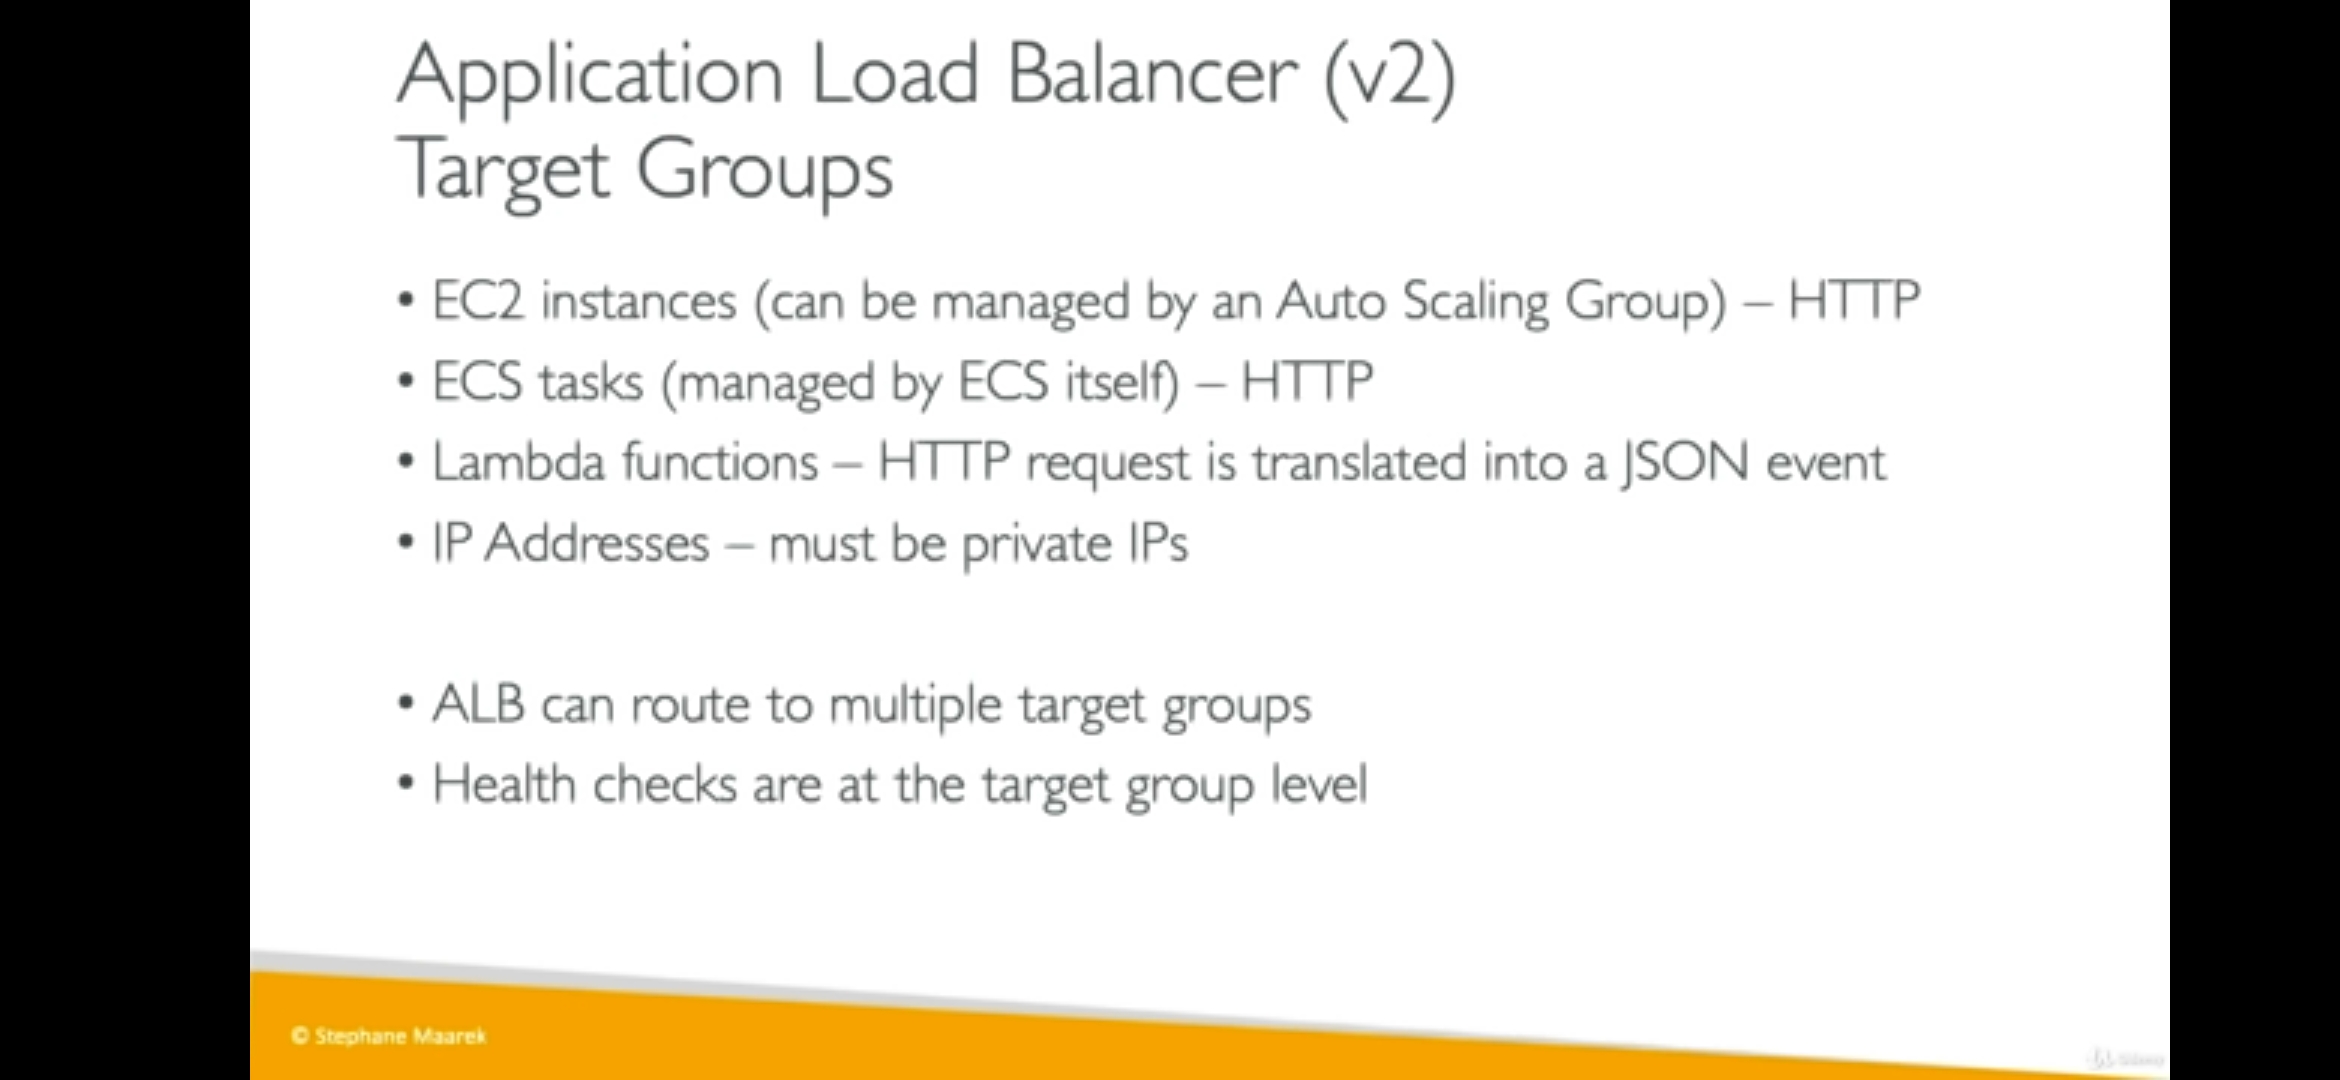 Application Load Balancer (v2)
Target Groups
• EC2 instances (can be managed by an Auto Scaling Group) – HTTP
• ECS tasks (managed by ECS itself) – HTTP
• Lambda functions – HTTP request is translated into a JSON event
• IP Addresses – must be private IPs
• ALB can route to multiple target groups
• Health checks are at the target group level
© Stephane Maarek